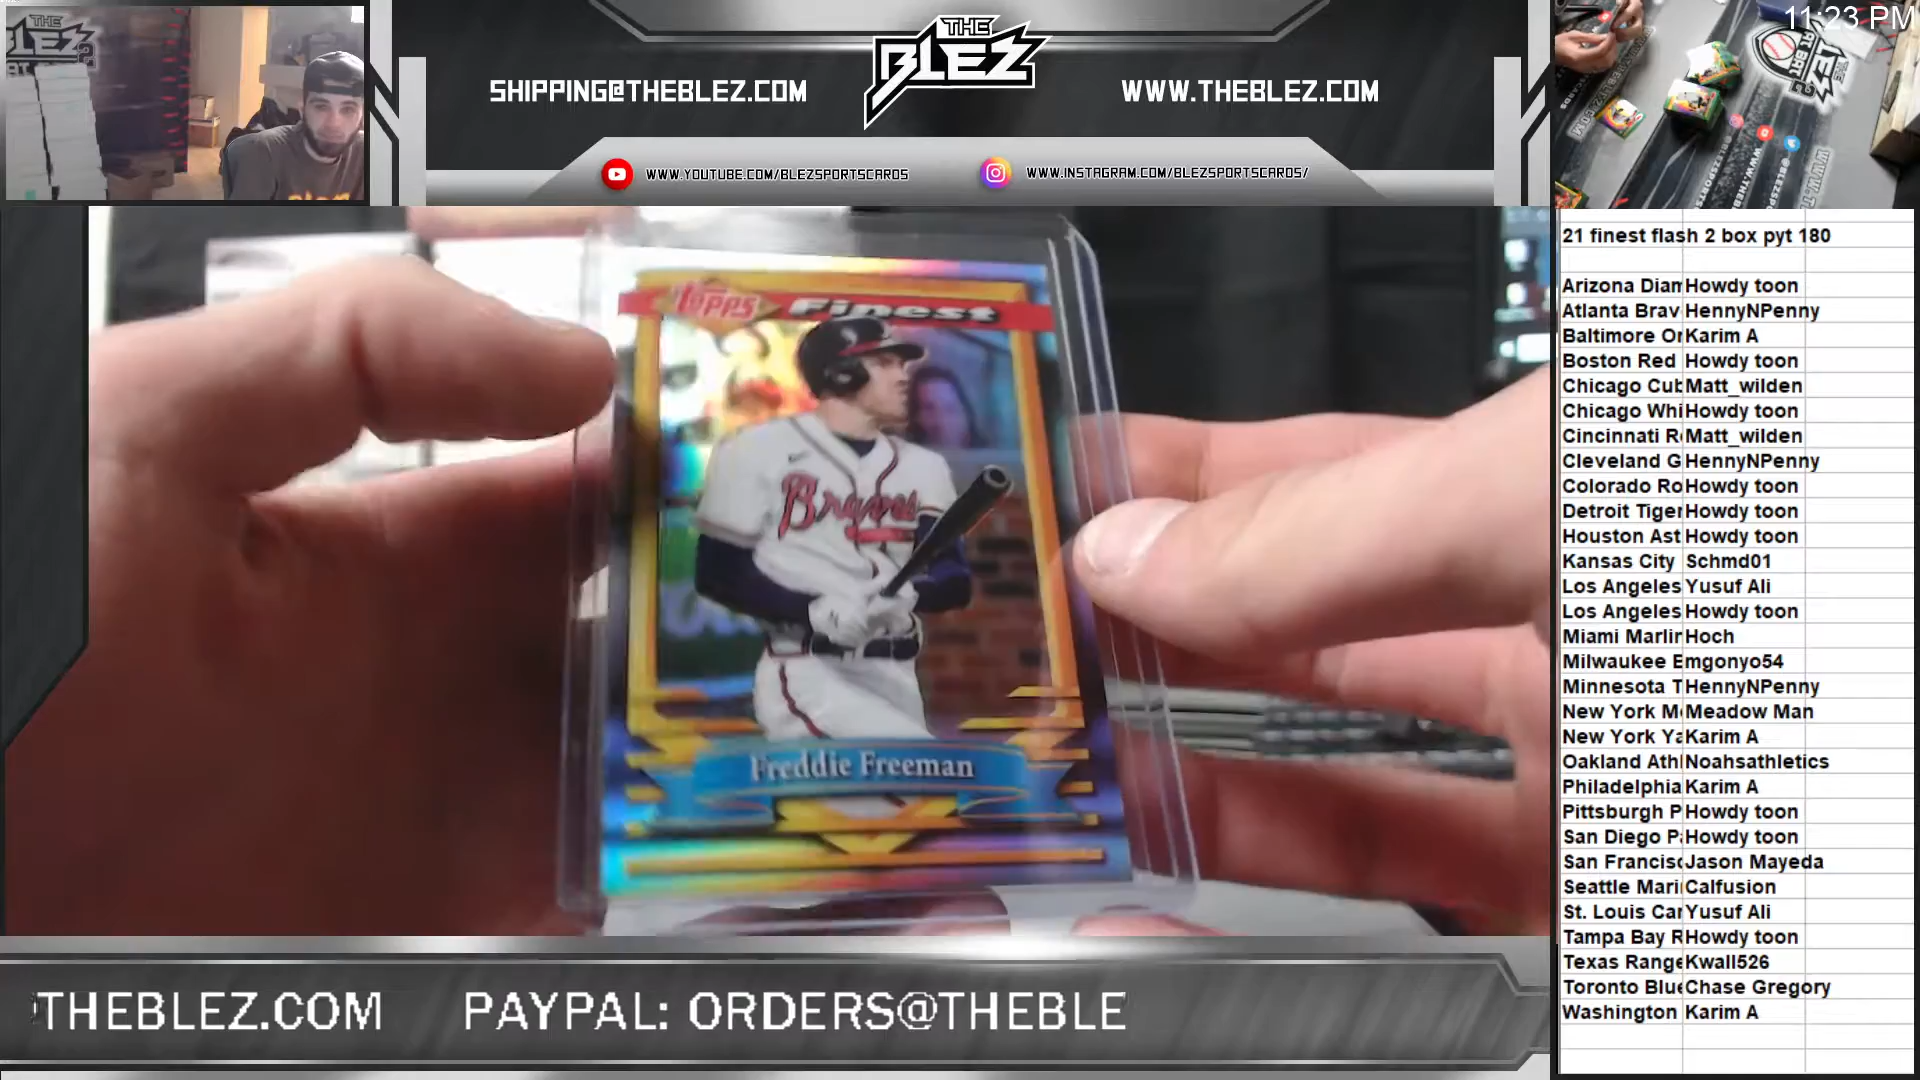 THE
BLEZ
11:23 PM
SHIPPING@THEBLEZ.COM
WWW.THEBLEZ.COM
WWW.YOUTUBE.COM/BLEZSPORTSCARDS
WWW.INSTAGRAM.COM/BLEZSPORTSCARDS/
21 finest flash 2 box pyt 180
Arizona Diam Howdy toon
Atlanta Brav HennyNPenny
Baltimore Or Karim A
Boston Red Howdy toon
Chicago Cub Matt_wilden
Chicago Whi Howdy toon
Cincinnati R Matt_wilden
Cleveland G HennyNPenny
Colorado Ro Howdy toon
Detroit Tiger Howdy toon
Houston Ast Howdy toon
Kansas City Schmd01
Los Angeles Yusuf Ali
Los Angeles Howdy toon
Miami Marlin Hoch
Milwaukee B mgonyo54
Minnesota T HennyNPenny
New York M Meadow Man
New York Ya Karim A
Oakland Athl Noahsathletics
Philadelphia Karim A
Pittsburgh P Howdy toon
San Diego Pa Howdy toon
San Francisc Jason Mayeda
Seattle Mari Calfusion
St. Louis Car Yusuf Ali
Tampa Bay R Howdy toon
Texas Range Kwall526
Toronto Blue Chase Gregory
Washington Karim A
Topps Finest
Braves
Freddie Freeman
THEBLEZ.COM PAYPAL: ORDERS@THEBLE